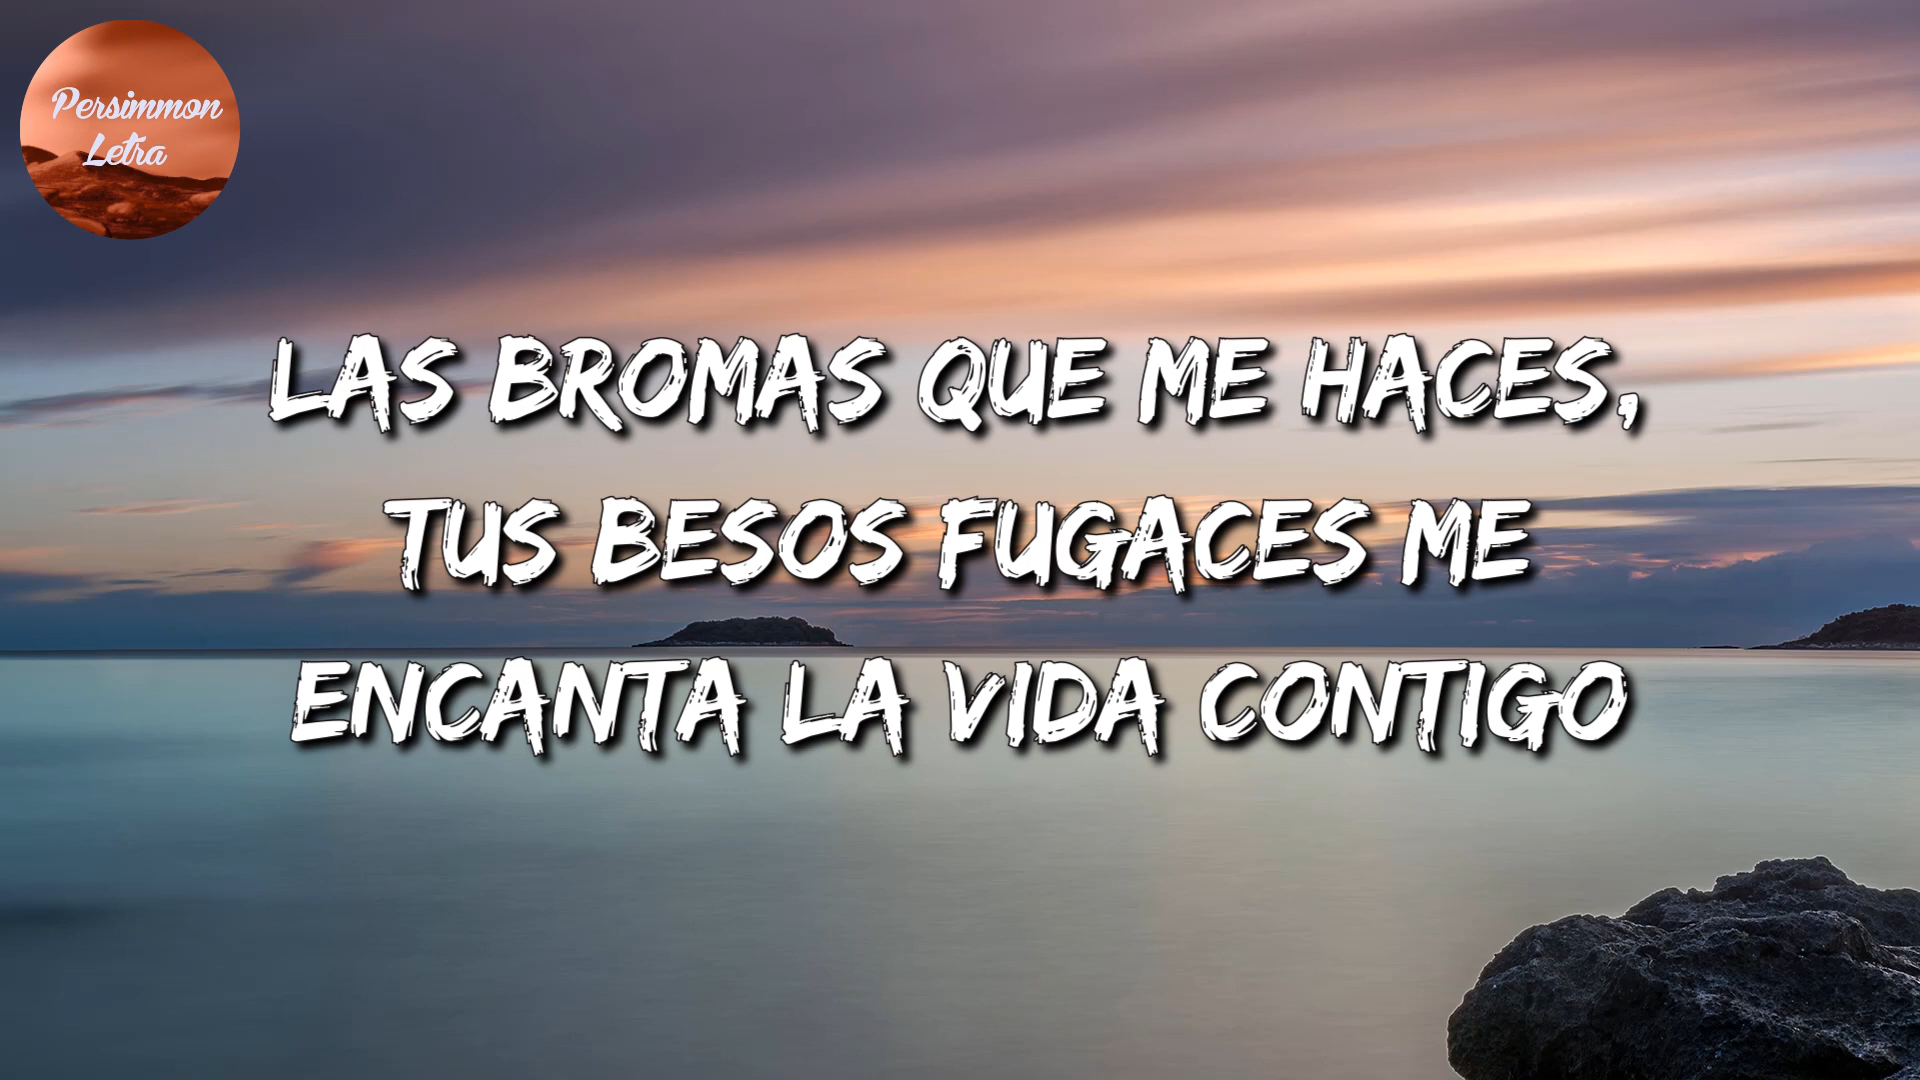 Persimmon
Letra
LAS BROMAS QUE ME HACES,
TUS BESOS FUGACES ME
ENCANTA LA VIDA CONTIGO